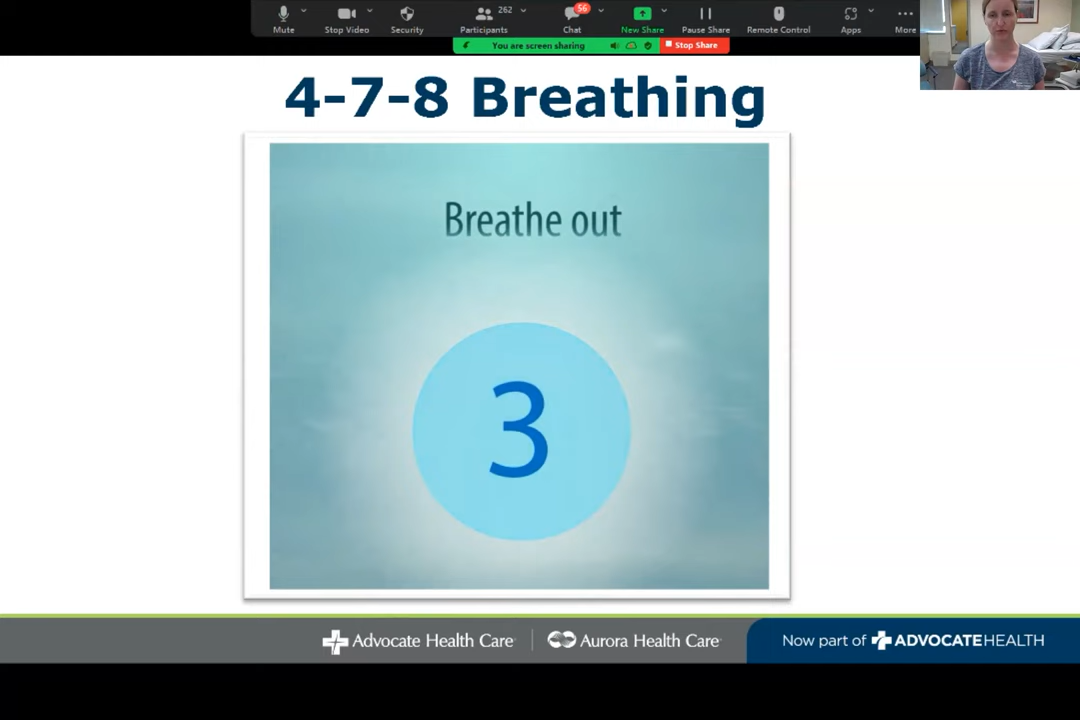 Mute
Stop Video
Security
262
Participants
56
Chat
New Share
Pause Share
Remote Control
Apps
More
You are screen sharing
Stop Share
4-7-8 Breathing
Breathe out
3
Advocate Health Care
Aurora Health Care
Now part of ADVOCATEHEALTH